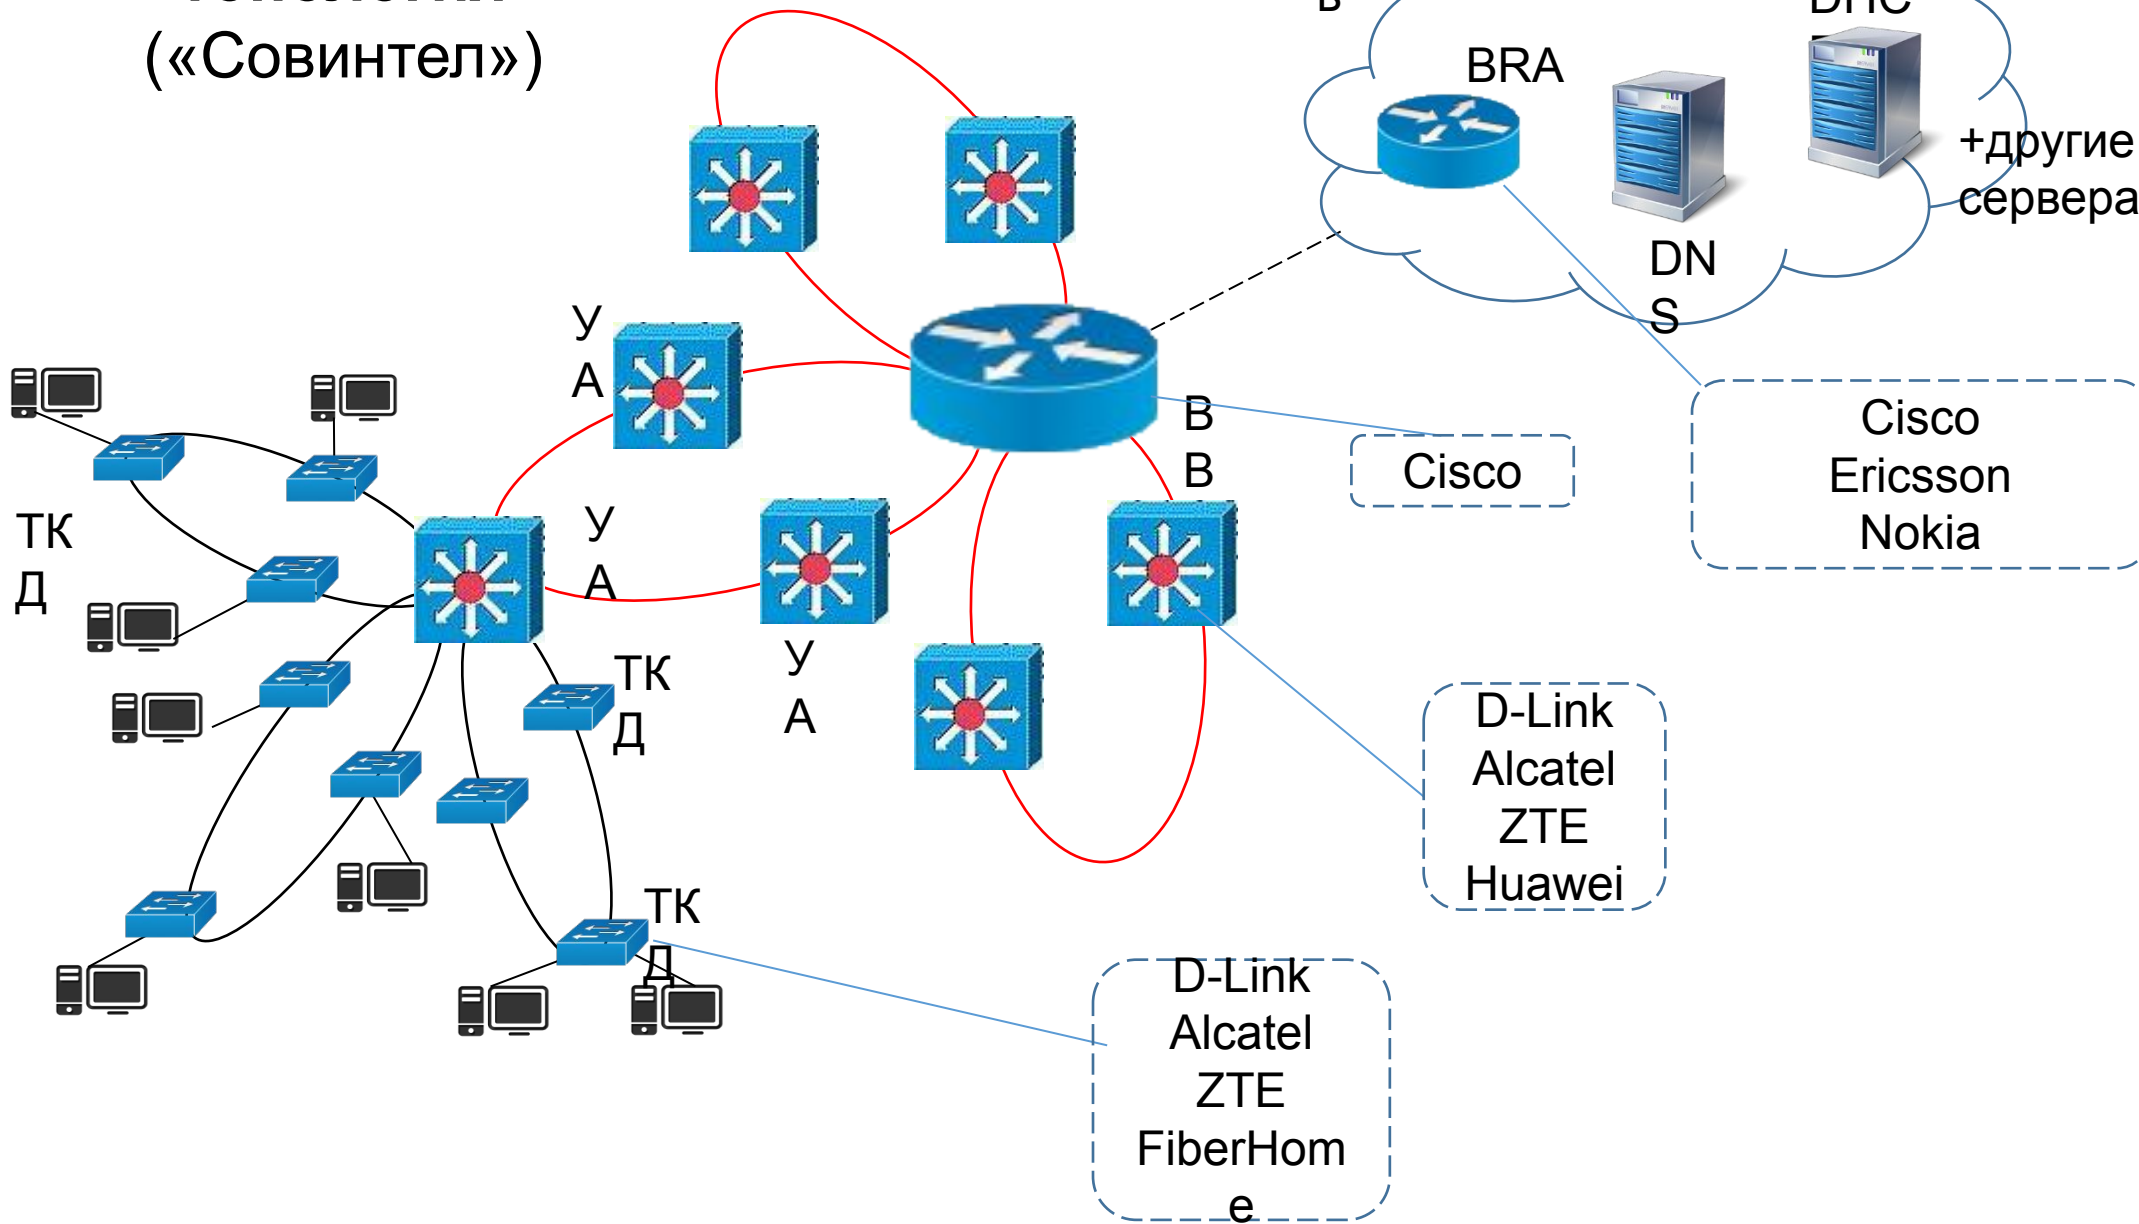 («Совинтел»)
BRA
DHC
+другие
сервера
DN
S
У
А
В
В
Cisco
Cisco
Ericsson
Nokia
ТК
Д
У
А
У
А
ТК
Д
D-Link
Alcatel
ZTE
Huawei
ТК
Д
D-Link
Alcatel
ZTE
FiberHom
e